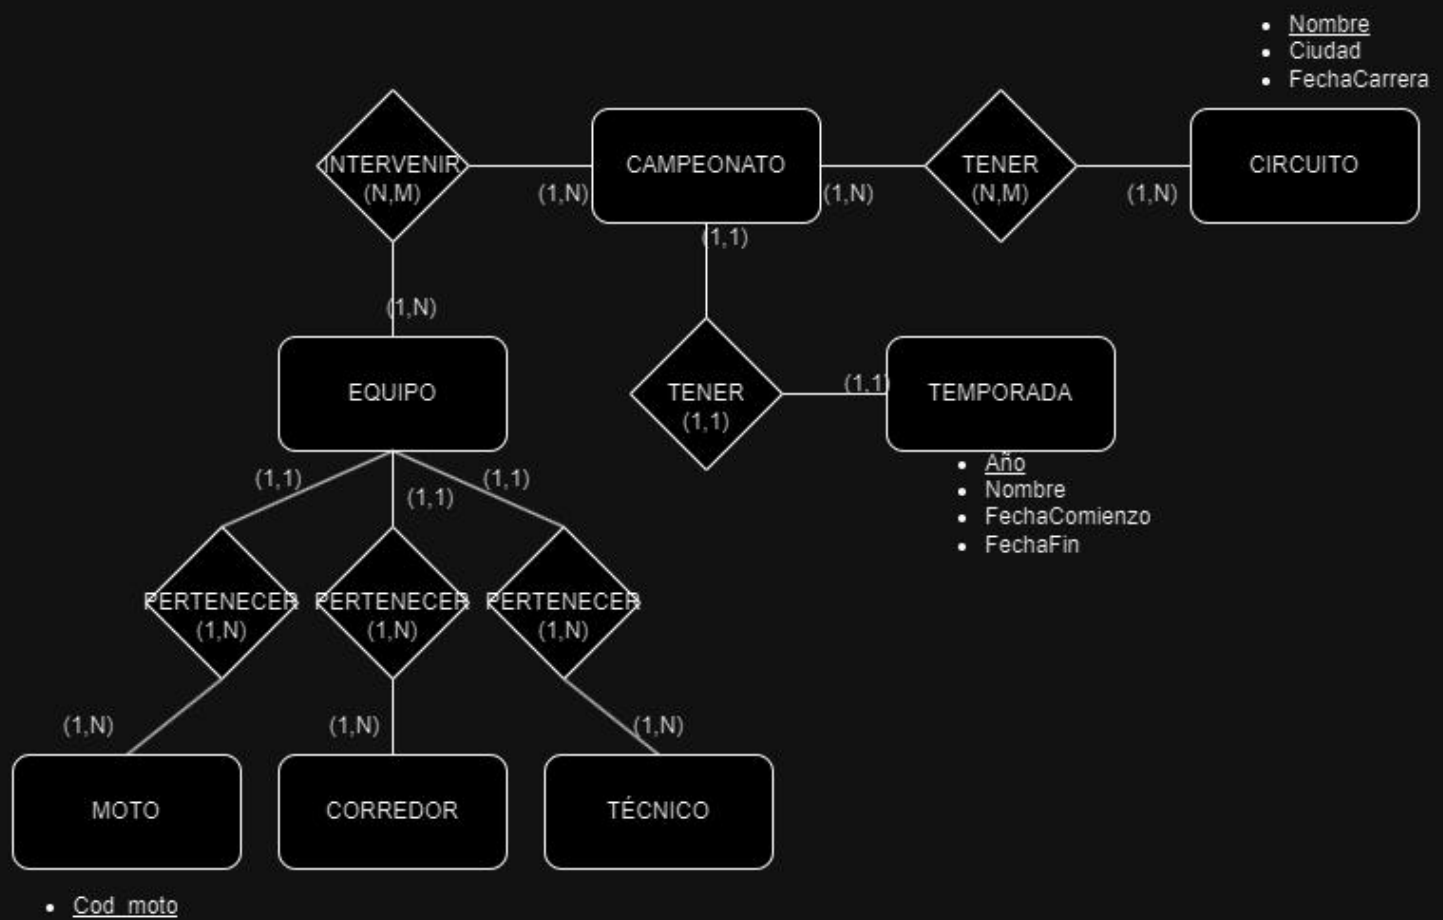 Nombre
Ciudad
FechaCarrera
INTERVENIR
(N,M)
(1,N)
CAMPEONATO
(1,N)
TENER
(N,M)
(1,N)
CIRCUITO
(1,1)
(1,N)
EQUIPO
TENER
(1,1)
(1,1)
TEMPORADA
Año
Nombre
FechaComienzo
FechaFin
(1,1)
(1,1)
(1,1)
PERTENECER
(1,N)
PERTENECER
(1,N)
PERTENECER
(1,N)
(1,N)
(1,N)
(1,N)
MOTO
CORREDOR
TÉCNICO
Cod_moto